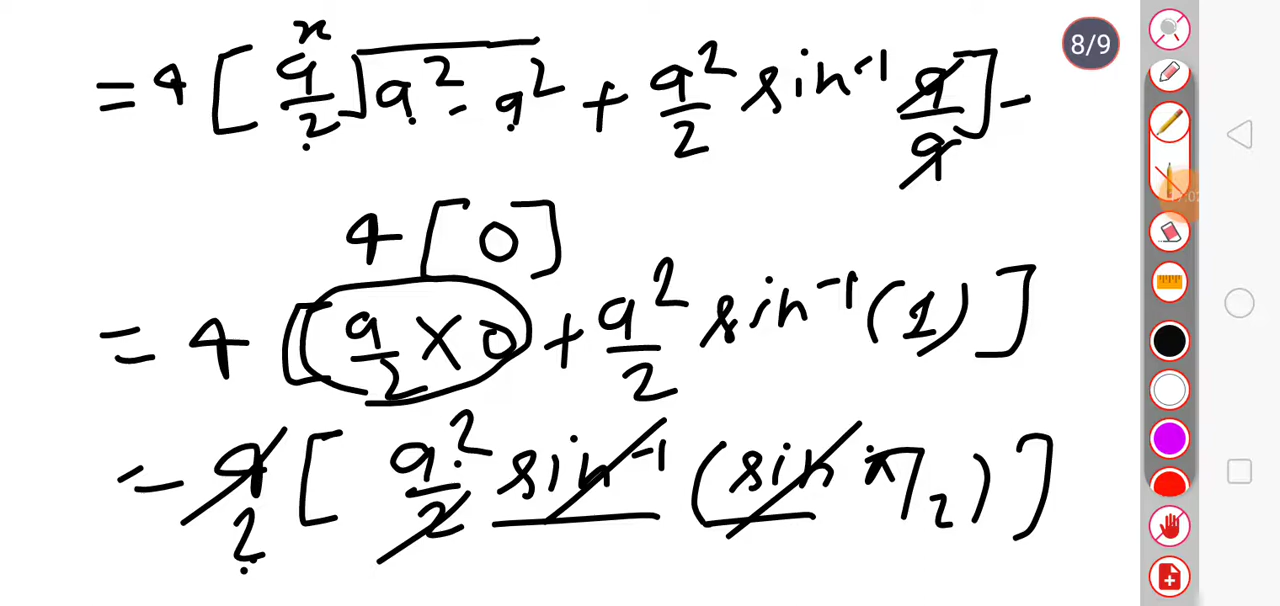 x
= 4 [ a/2 √(a² - a²) + a²/2 sin⁻¹ a/a ] -
4 [ 0 ]
= 4 [ a/2 × 0 + a²/2 sin⁻¹ (1) ]
= 4 [ a²/2 sin⁻¹ (sin π/2) ]
2
8/9